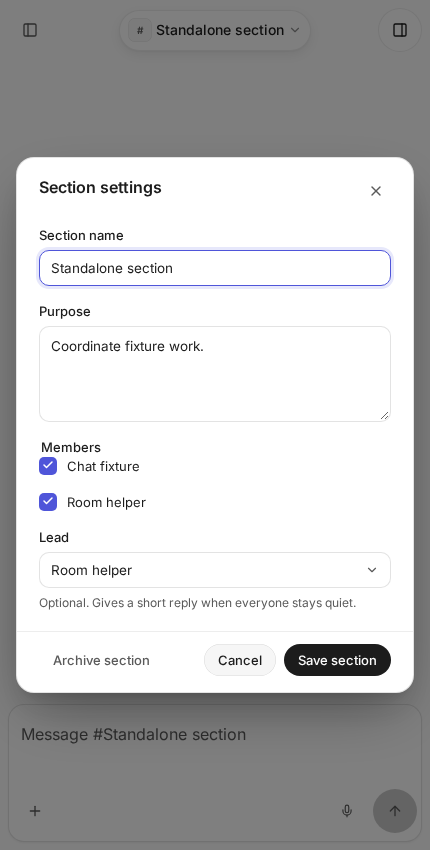 # Standalone section
Section settings
Section name
Standalone section
Purpose
Coordinate fixture work.
Members
Chat fixture
Room helper
Lead
Room helper
Optional. Gives a short reply when everyone stays quiet.
Archive section
Cancel
Save section
Message #Standalone section